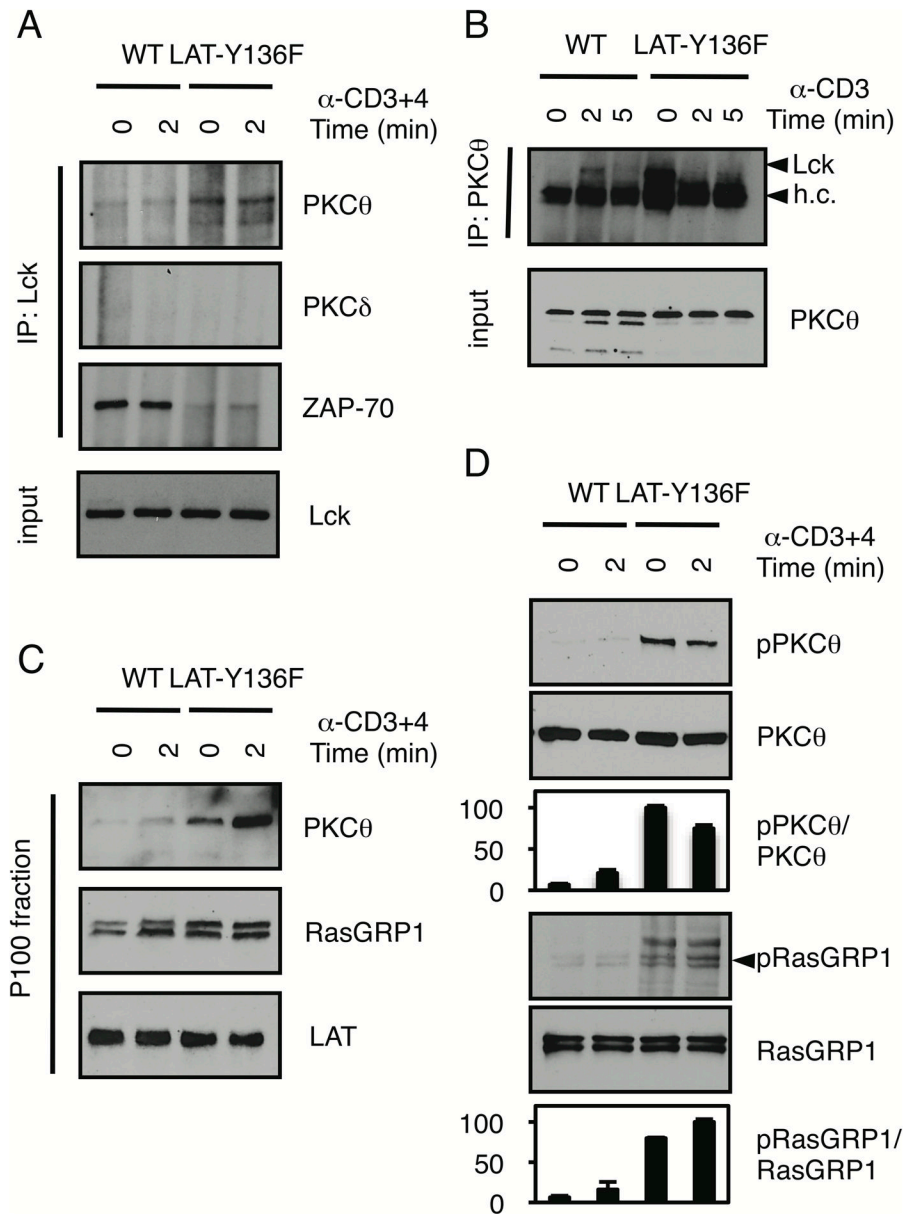 A
WT LAT-Y136F
α-CD3+4
0 2 0 2 Time (min)
IP: Lck
PKCθ
PKCδ
ZAP-70
input
Lck
B
WT LAT-Y136F
α-CD3
0 2 5 0 2 5 Time (min)
IP: PKCθ
Lck
h.c.
input
PKCθ
C
WT LAT-Y136F
α-CD3+4
0 2 0 2 Time (min)
P100 fraction
PKCθ
RasGRP1
LAT
D
WT LAT-Y136F
α-CD3+4
0 2 0 2 Time (min)
pPKCθ
PKCθ
100
50
0
pPKCθ/
PKCθ
pRasGRP1
RasGRP1
100
50
0
pRasGRP1/
RasGRP1